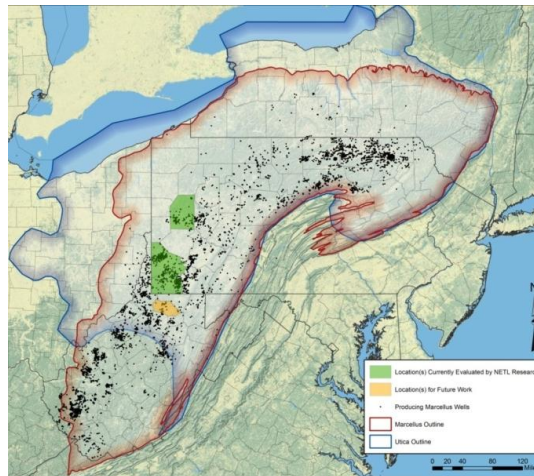 N
Location(s) Currently Evaluated by NETL Research
Location(s) for Future Work
Producing Marcellus Wells
Marcellus Outline
Utica Outline
0 20 40 80 120
Mile